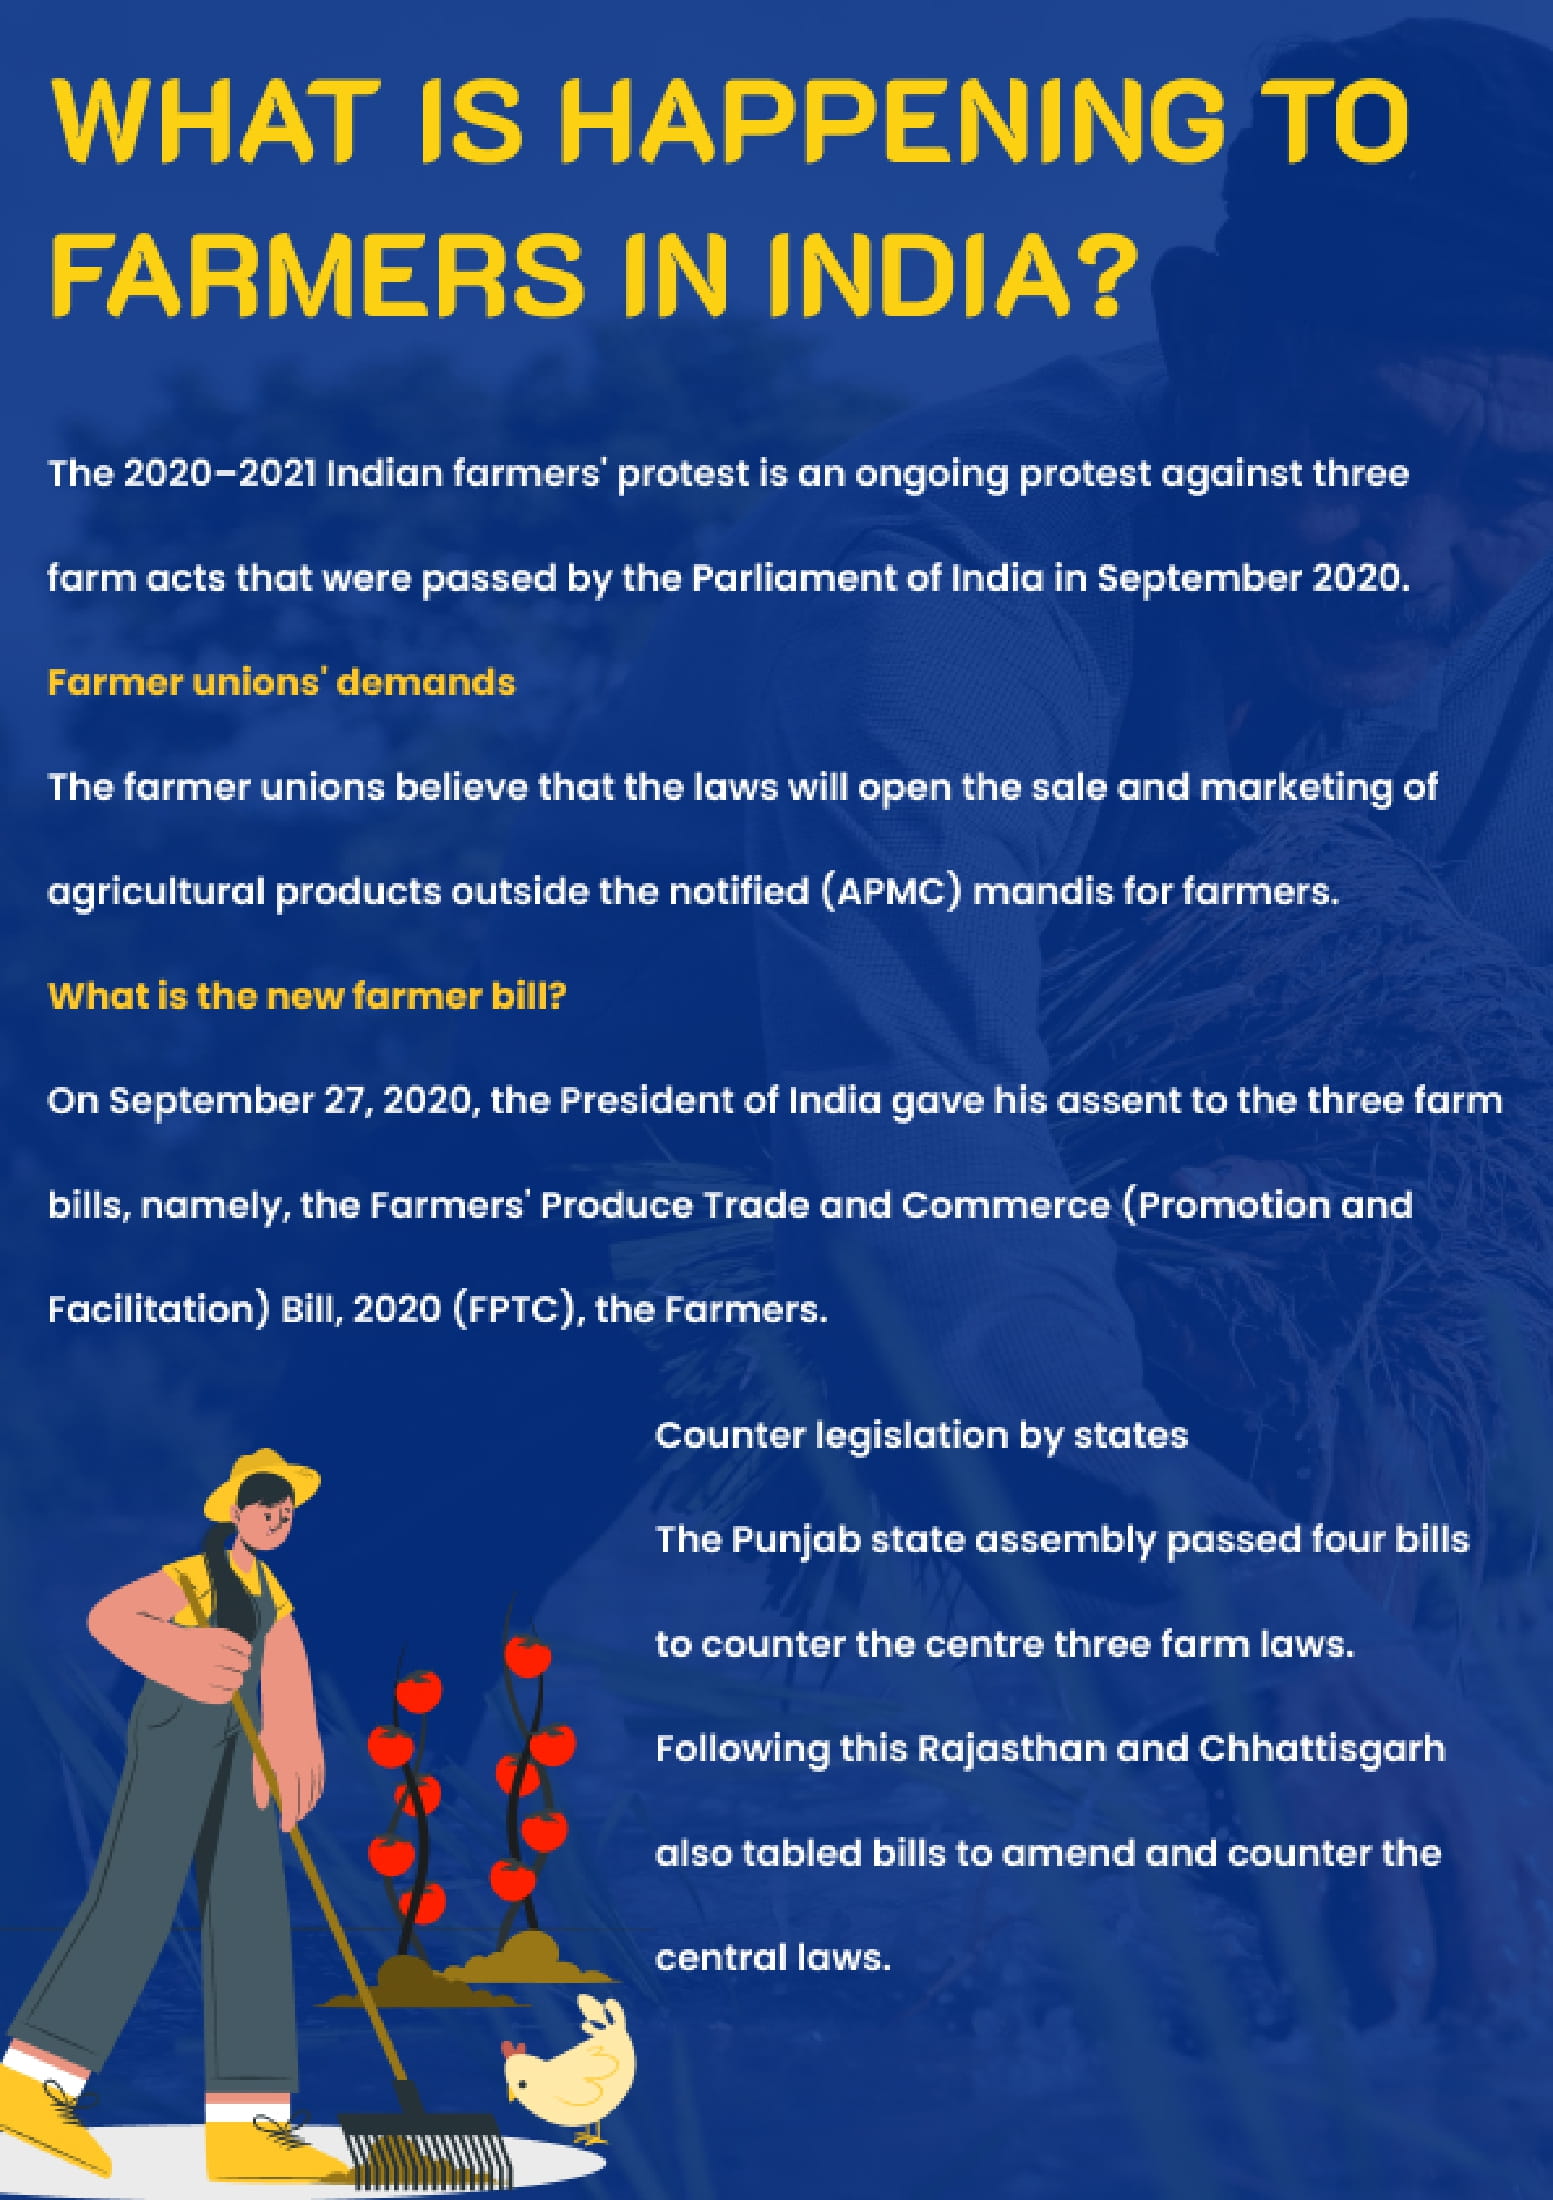 WHAT IS HAPPENING TO
FARMERS IN INDIA?
The 2020–2021 Indian farmers' protest is an ongoing protest against three
farm acts that were passed by the Parliament of India in September 2020.
Farmer unions' demands
The farmer unions believe that the laws will open the sale and marketing of
agricultural products outside the notified (APMC) mandis for farmers.
What is the new farmer bill?
On September 27, 2020, the President of India gave his assent to the three farm
bills, namely, the Farmers' Produce Trade and Commerce (Promotion and
Facilitation) Bill, 2020 (FPTC), the Farmers.
Counter legislation by states
The Punjab state assembly passed four bills
to counter the centre three farm laws.
Following this Rajasthan and Chhattisgarh
also tabled bills to amend and counter the
central laws.